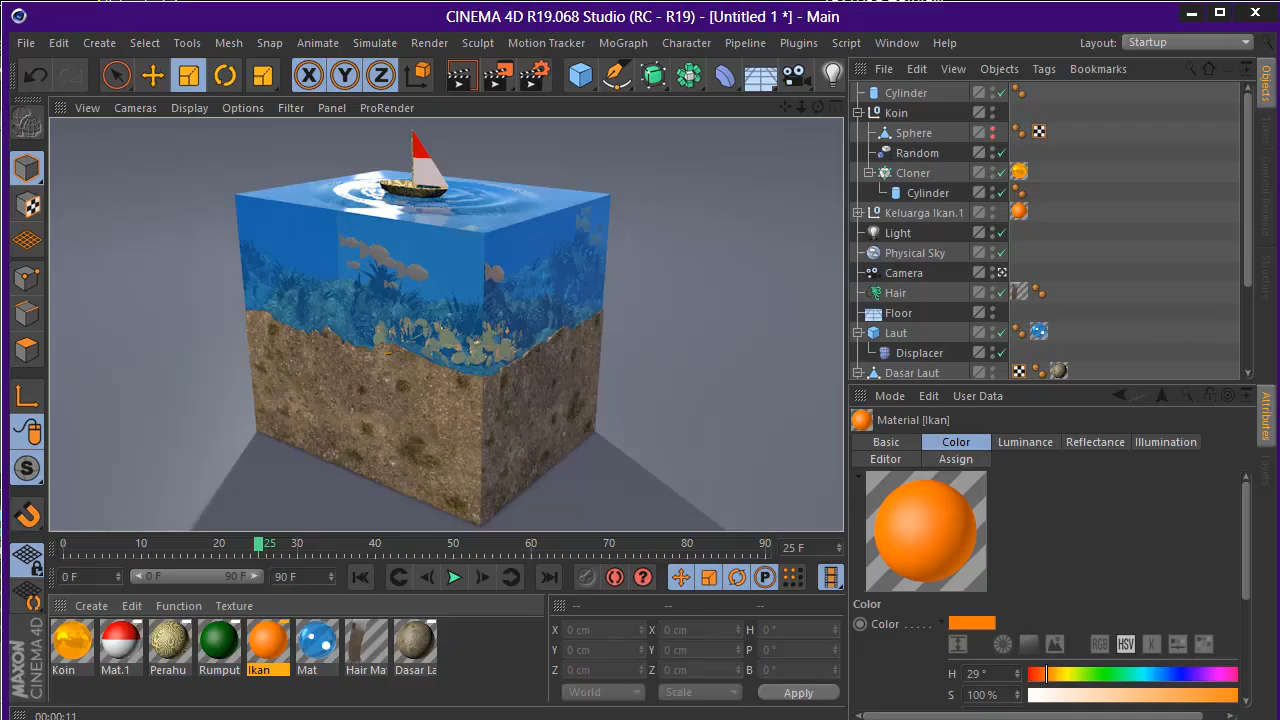 CINEMA 4D R19.068 Studio (RC - R19) - [Untitled 1 *] - Main
File Edit Create Select Tools Mesh Snap Animate Simulate Render Sculpt Motion Tracker MoGraph Character Pipeline Plugins Script Window Help Layout: Startup
X Y Z
File Edit View Objects Tags Bookmarks
Objects
View Cameras Display Options Filter Panel ProRender
Cylinder
Koin
Sphere
Random
Cloner
Cylinder
Keluarga Ikan.1
Light
Physical Sky
Camera
Hair
Floor
Laut
Displacer
Dasar Laut
Mode Edit User Data
Attributes
Layers
Material [Ikan]
Basic Color Luminance Reflectance Illumination
Editor Assign
S
0 10 20 25 30 40 50 60 70 80 90 25 F
0 F 0 F 90 F 90 F
P
Create Edit Function Texture
-- -- --
Koin Mat.1 Perahu Rumput Ikan Mat Hair Ma Dasar La
X 0 cm X 0 cm H 0 °
Y 0 cm Y 0 cm P 0 °
Z 0 cm Z 0 cm B 0 °
World Scale Apply
Color
Color . . . . .
RGB HSV K
H 29 °
S 100 %
MAXON
CINEMA 4D
00:00:11